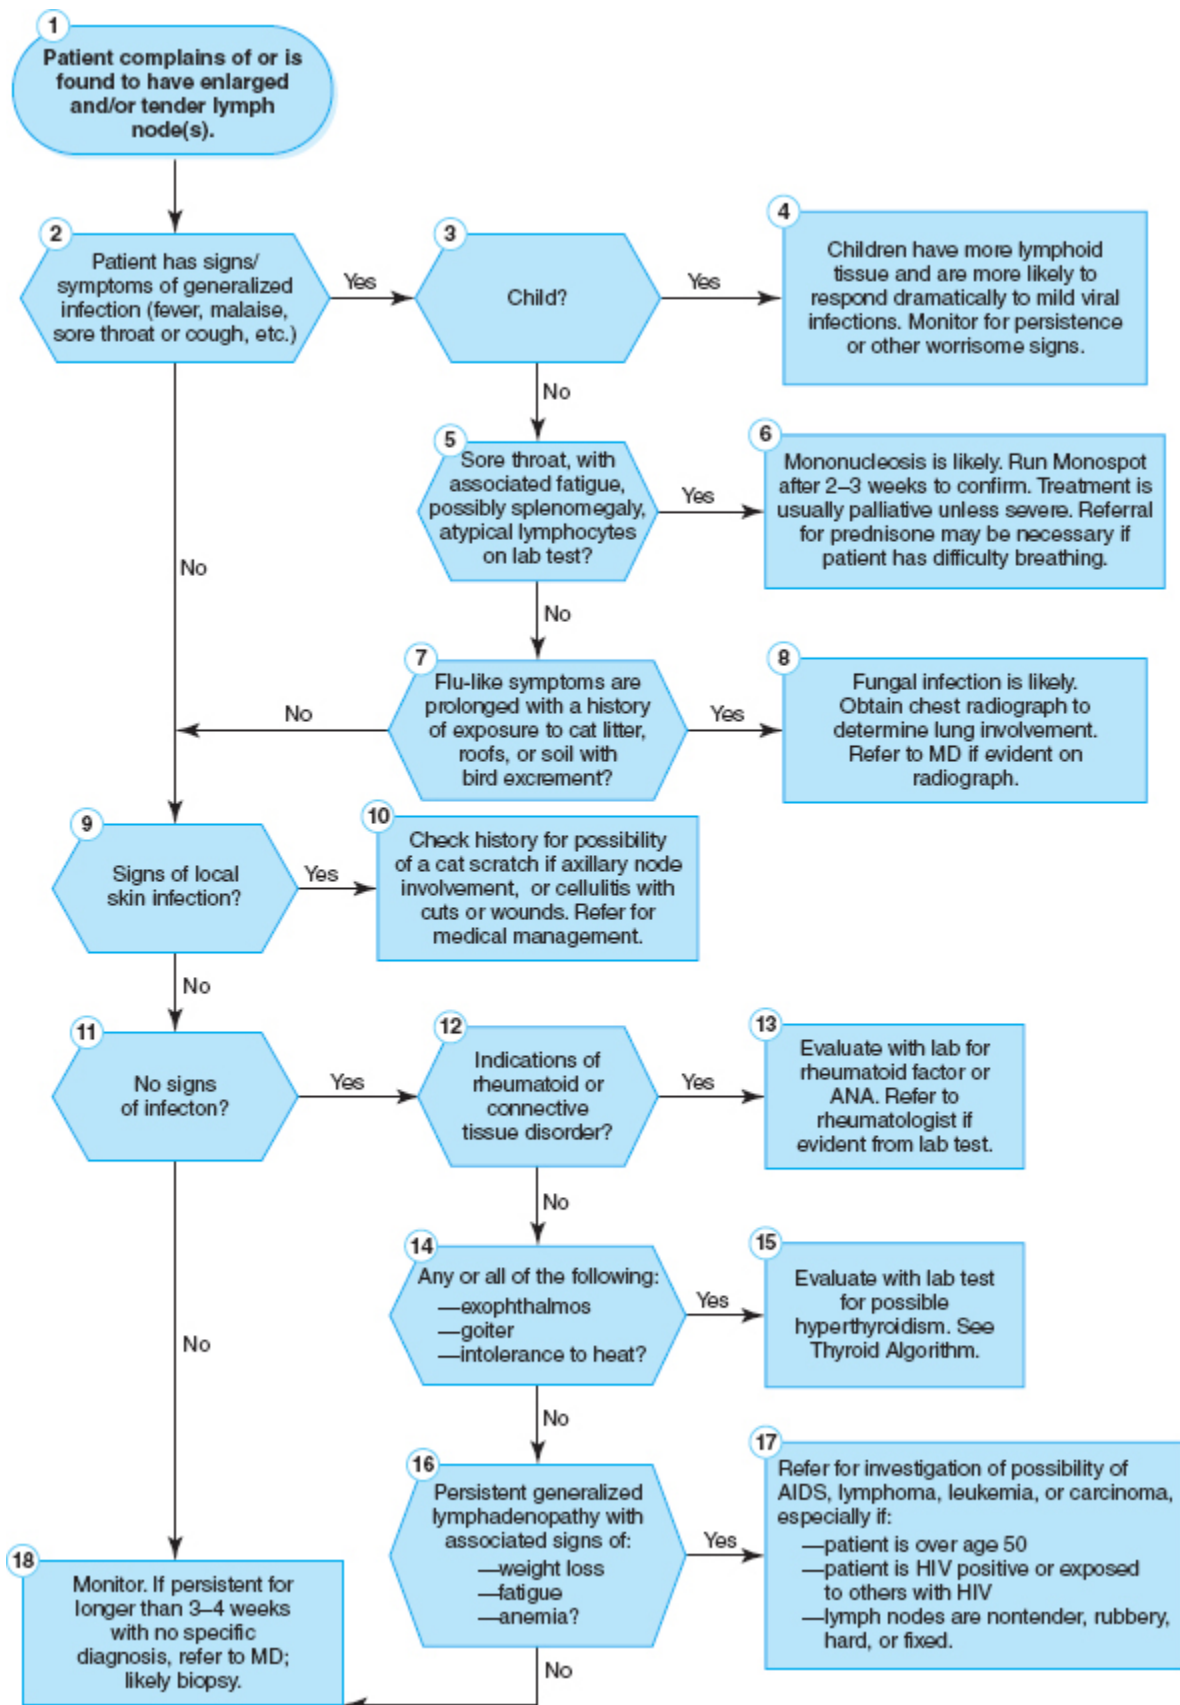 1
Patient complains of or is
found to have enlarged
and/or tender lymph
node(s).
2
Patient has signs/
symptoms of generalized
infection (fever, malaise,
sore throat or cough, etc.)
Yes
3
Child?
Yes
4
Children have more lymphoid
tissue and are more likely to
respond dramatically to mild viral
infections. Monitor for persistence
or other worrisome signs.
No
No
5
Sore throat, with
associated fatigue,
possibly splenomegaly,
atypical lymphocytes
on lab test?
Yes
6
Mononucleosis is likely. Run Monospot
after 2–3 weeks to confirm. Treatment is
usually palliative unless severe. Referral
for prednisone may be necessary if
patient has difficulty breathing.
No
7
Flu-like symptoms are
prolonged with a history
of exposure to cat litter,
roofs, or soil with
bird excrement?
No
Yes
8
Fungal infection is likely.
Obtain chest radiograph to
determine lung involvement.
Refer to MD if evident on
radiograph.
9
Signs of local
skin infection?
Yes
10
Check history for possibility
of a cat scratch if axillary node
involvement, or cellulitis with
cuts or wounds. Refer for
medical management.
No
11
No signs
of infecton?
Yes
12
Indications of
rheumatoid or
connective
tissue disorder?
Yes
13
Evaluate with lab for
rheumatoid factor or
ANA. Refer to
rheumatologist if
evident from lab test.
No
No
14
Any or all of the following:
—exophthalmos
—goiter
—intolerance to heat?
Yes
15
Evaluate with lab test
for possible
hyperthyroidism. See
Thyroid Algorithm.
No
16
Persistent generalized
lymphadenopathy with
associated signs of:
—weight loss
—fatigue
—anemia?
Yes
17
Refer for investigation of possibility of
AIDS, lymphoma, leukemia, or carcinoma,
especially if:
—patient is over age 50
—patient is HIV positive or exposed
to others with HIV
—lymph nodes are nontender, rubbery,
hard, or fixed.
No
18
Monitor. If persistent for
longer than 3–4 weeks
with no specific
diagnosis, refer to MD;
likely biopsy.